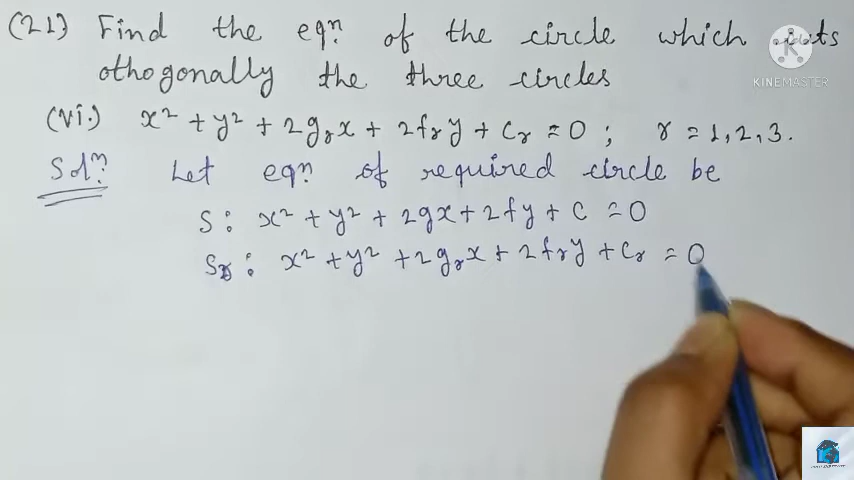 (21) Find the eqⁿ. of the circle which cuts
othogonally the three circles
KINEMASTER
(vi.) x² + y² + 2gᵣx + 2fᵣy + cᵣ = 0 ; r = 1, 2, 3.
Solⁿ. Let eqⁿ. of required circle be
S : x² + y² + 2gx + 2fy + c = 0
Sᵣ : x² + y² + 2gᵣx + 2fᵣy + cᵣ = 0